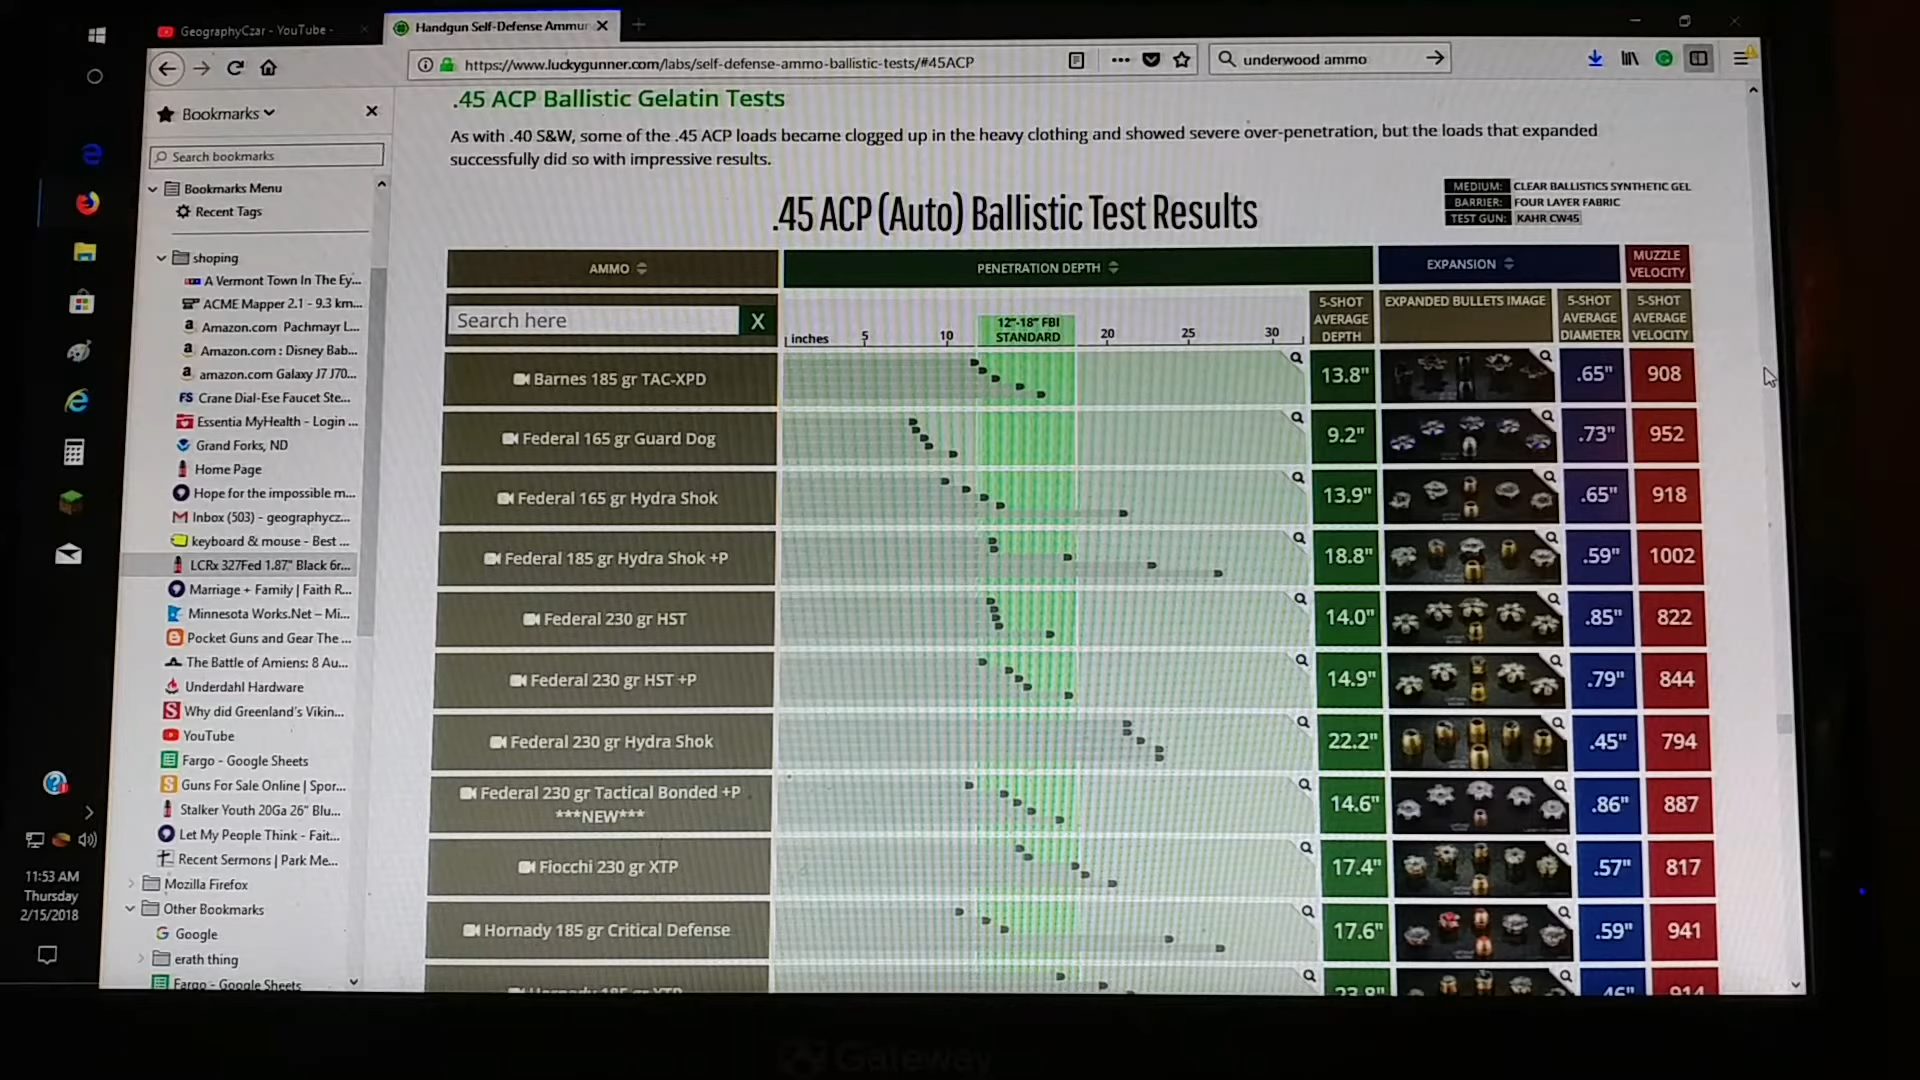 GeographyCzar - YouTube -
Handgun Self-Defense Ammu
https://www.luckygunner.com/labs/self-defense-ammo-ballistic-tests/#45ACP
underwood ammo
Bookmarks
Search bookmarks
Bookmarks Menu
Recent Tags
shoping
A Vermont Town In The Ey...
ACME Mapper 2.1 - 9.3 km...
Amazon.com Pachmayr L...
Amazon.com : Disney Bab...
amazon.com Galaxy J7 J70...
FS Crane Dial-Ese Faucet Ste...
Essentia MyHealth - Login ...
Grand Forks, ND
Home Page
Hope for the impossible m...
Inbox (503) - geographycz...
keyboard & mouse - Best ...
LCRx 327Fed 1.87" Black 6r...
Marriage + Family | Faith R...
Minnesota Works.Net – Mi...
Pocket Guns and Gear The ...
The Battle of Amiens: 8 Au...
Underdahl Hardware
Why did Greenland's Vikin...
YouTube
Fargo - Google Sheets
Guns For Sale Online | Spor...
Stalker Youth 20Ga 26" Blu...
Let My People Think - Fait...
Recent Sermons | Park Me...
Mozilla Firefox
Other Bookmarks
Google
erath thing
Fargo - Google Sheets
11:53 AM
Thursday
2/15/2018
.45 ACP Ballistic Gelatin Tests
As with .40 S&W, some of the .45 ACP loads became clogged up in the heavy clothing and showed severe over-penetration, but the loads that expanded
successfully did so with impressive results.
.45 ACP (Auto) Ballistic Test Results
MEDIUM: CLEAR BALLISTICS SYNTHETIC GEL
BARRIER: FOUR LAYER FABRIC
TEST GUN: KAHR CW45
AMMO PENETRATION DEPTH EXPANSION MUZZLE VELOCITY
Search here X
inches 5 10 12"-18" FBI STANDARD 20 25 30
5-SHOT AVERAGE DEPTH EXPANDED BULLETS IMAGE 5-SHOT AVERAGE DIAMETER 5-SHOT AVERAGE VELOCITY
Barnes 185 gr TAC-XPD 13.8" .65" 908
Federal 165 gr Guard Dog 9.2" .73" 952
Federal 165 gr Hydra Shok 13.9" .65" 918
Federal 185 gr Hydra Shok +P 18.8" .59" 1002
Federal 230 gr HST 14.0" .85" 822
Federal 230 gr HST +P 14.9" .79" 844
Federal 230 gr Hydra Shok 22.2" .45" 794
Federal 230 gr Tactical Bonded +P
***NEW*** 14.6" .86" 887
Fiocchi 230 gr XTP 17.4" .57" 817
Hornady 185 gr Critical Defense 17.6" .59" 941
Hornady 185 gr XTP 23.8" .46" 914
Gateway